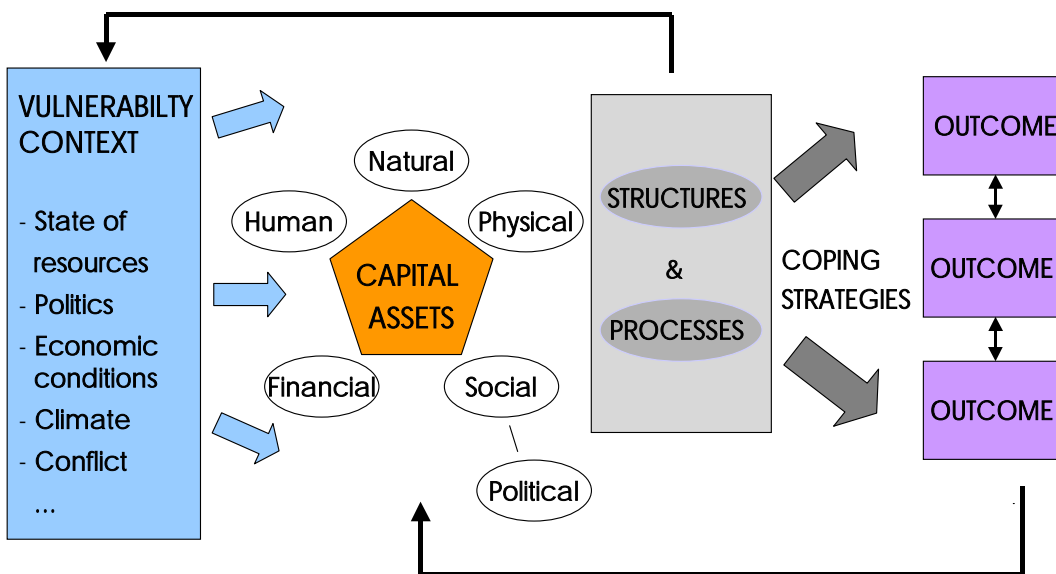 VULNERABILTY
CONTEXT
- State of
resources
- Politics
- Economic
conditions
- Climate
- Conflict
...
Natural
Human
Physical
CAPITAL
ASSETS
Financial
Social
Political
STRUCTURES
&
PROCESSES
COPING
STRATEGIES
OUTCOME
OUTCOME
OUTCOME